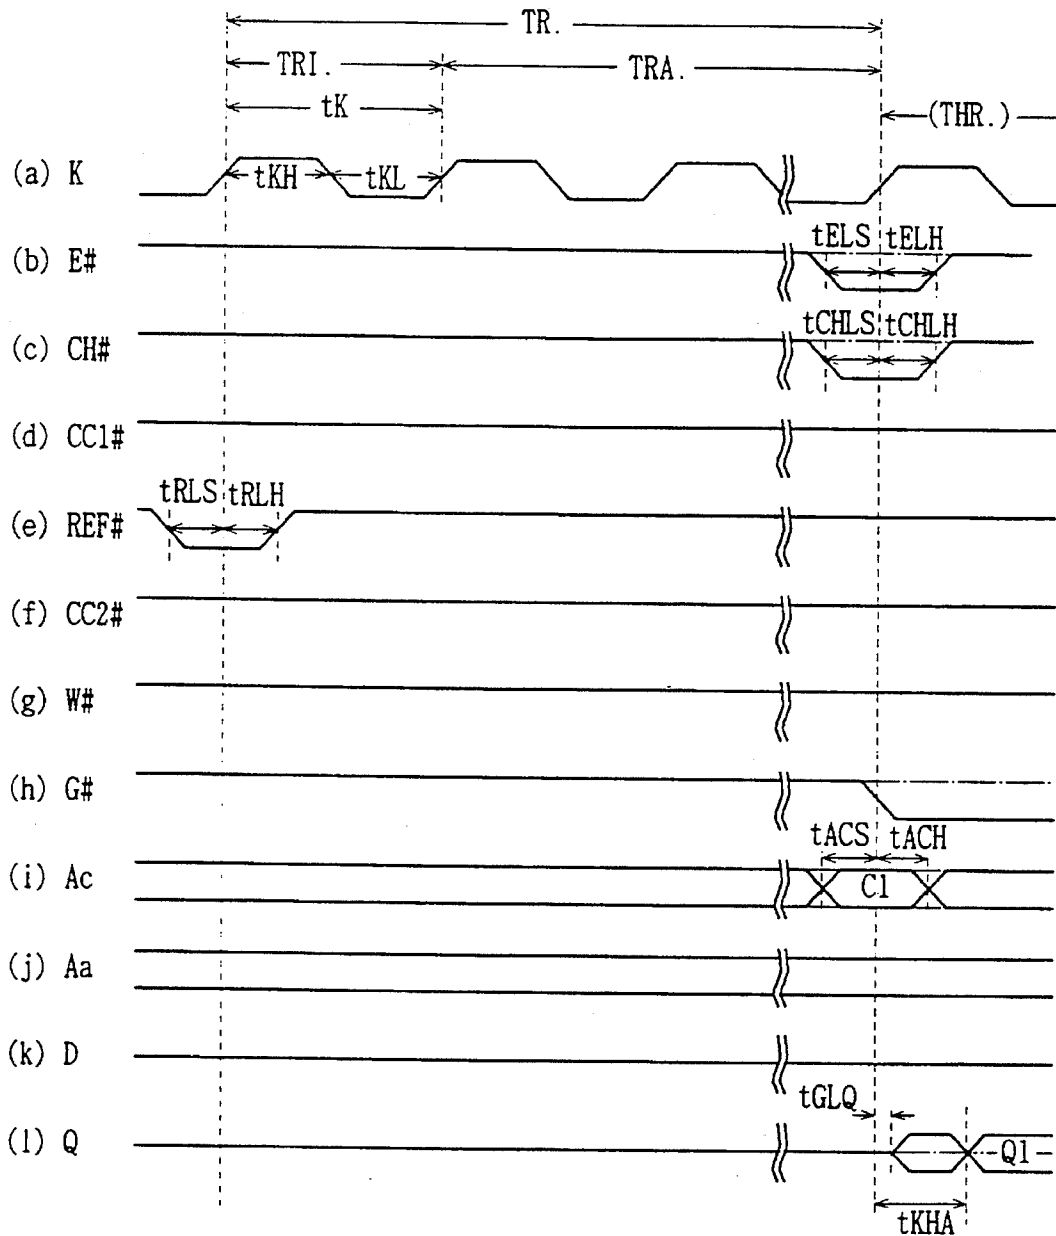 TR.
TRI. TRA.
tK (THR.)
(a) K tKH tKL
tELS tELH
(b) E#
tCHLS tCHLH
(c) CH#
(d) CC1#
tRLS tRLH
(e) REF#
(f) CC2#
(g) W#
(h) G#
tACS tACH
(i) Ac C1
(j) Aa
(k) D
tGLQ
(l) Q Q1
tKHA